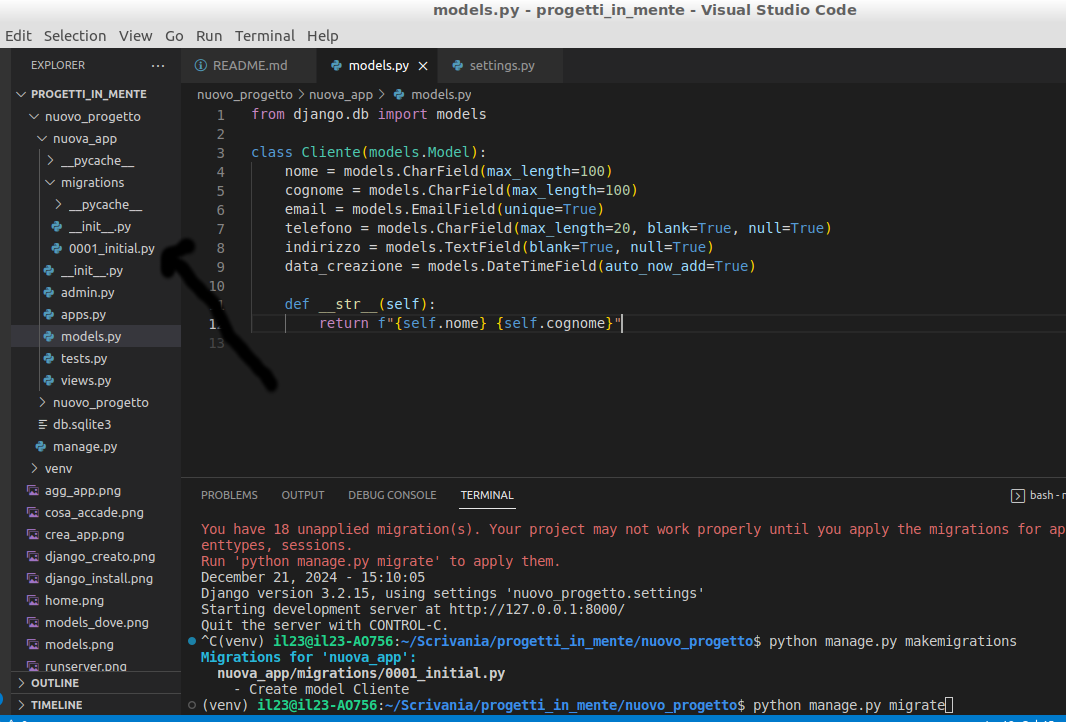 models.py - progetti_in_mente - Visual Studio Code
Edit Selection View Go Run Terminal Help
EXPLORER ...
README.md models.py settings.py
PROGETTI_IN_MENTE
nuovo_progetto
nuova_app
__pycache__
migrations
__pycache__
__init__.py
0001_initial.py
__init__.py
admin.py
apps.py
models.py
tests.py
views.py
nuovo_progetto
db.sqlite3
manage.py
venv
agg_app.png
cosa_accade.png
crea_app.png
django_creato.png
django_install.png
home.png
models_dove.png
models.png
runserver.png
OUTLINE
TIMELINE
nuovo_progetto > nuova_app > models.py
1 from django.db import models
2
3 class Cliente(models.Model):
4 nome = models.CharField(max_length=100)
5 cognome = models.CharField(max_length=100)
6 email = models.EmailField(unique=True)
7 telefono = models.CharField(max_length=20, blank=True, null=True)
8 indirizzo = models.TextField(blank=True, null=True)
9 data_creazione = models.DateTimeField(auto_now_add=True)
10
def __str__(self):
return f"{self.nome} {self.cognome}"
13
PROBLEMS OUTPUT DEBUG CONSOLE TERMINAL
bash -
You have 18 unapplied migration(s). Your project may not work properly until you apply the migrations for
enttypes, sessions.
Run 'python manage.py migrate' to apply them.
December 21, 2024 - 15:10:05
Django version 3.2.15, using settings 'nuovo_progetto.settings'
Starting development server at http://127.0.0.1:8000/
Quit the server with CONTROL-C.
^C(venv) il23@il23-AO756:~/Scrivania/progetti_in_mente/nuovo_progetto$ python manage.py makemigrations
Migrations for 'nuova_app':
nuova_app/migrations/0001_initial.py
- Create model Cliente
(venv) il23@il23-AO756:~/Scrivania/progetti_in_mente/nuovo_progetto$ python manage.py migrate